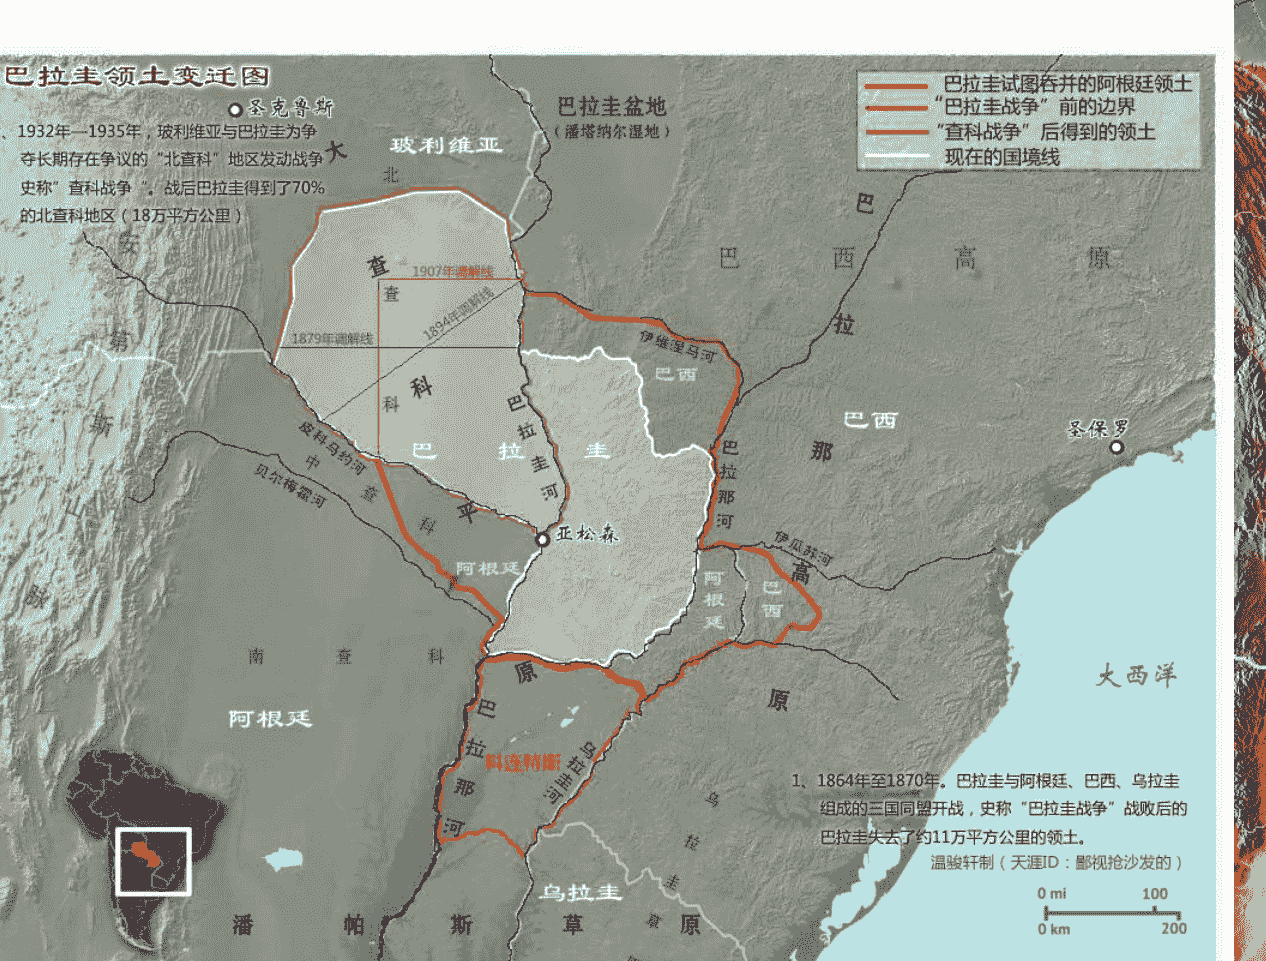 巴拉圭领土变迁图
圣克鲁斯
、1932年—1935年，玻利维亚与巴拉圭为争
夺长期存在争议的“北查科”地区发动战争
史称”查科战争“。战后巴拉圭得到了70%
的北查科地区（18万平方公里）
巴拉圭盆地
（潘塔纳尔湿地）
玻利维亚
巴拉圭试图吞并的阿根廷领土
“巴拉圭战争”前的边界
“查科战争”后得到的领土
现在的国境线
大查科平原
北查科
安第斯山脉
1907年调解线
1894年调解线
1879年调解线
巴西高原
巴拉那高原
伊维涅马河
巴西
巴西
圣保罗
巴拉圭
巴拉圭河
皮科马约河
贝尔梅霍河
中查科
亚松森
巴拉那河
伊瓜苏河
阿根廷
阿根廷
巴西
南查科
阿根廷
大西洋
巴拉那河
科连特斯
乌拉圭河
1、1864年至1870年。巴拉圭与阿根廷、巴西、乌拉圭
组成的三国同盟开战，史称“巴拉圭战争”战败后的
巴拉圭失去了约11万平方公里的领土。
温骏轩制（天涯ID：鄙视抢沙发的）
乌拉圭
乌拉圭
潘帕斯草原
0 mi 100
0 km 200